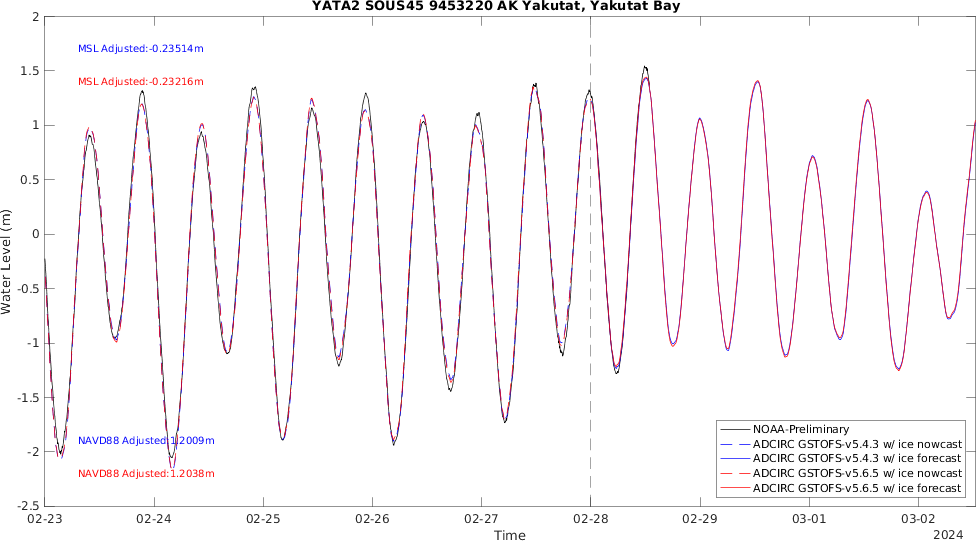 YATA2 SOUS45 9453220 AK Yakutat, Yakutat Bay
2
1.5
1
0.5
0
-0.5
-1
-1.5
-2
-2.5
Water Level (m)
MSL Adjusted:-0.23514m
MSL Adjusted:-0.23216m
NAVD88 Adjusted:1.2009m
NAVD88 Adjusted:1.2038m
NOAA-Preliminary
ADCIRC GSTOFS-v5.4.3 w/ ice nowcast
ADCIRC GSTOFS-v5.4.3 w/ ice forecast
ADCIRC GSTOFS-v5.6.5 w/ ice nowcast
ADCIRC GSTOFS-v5.6.5 w/ ice forecast
02-23 02-24 02-25 02-26 02-27 02-28 02-29 03-01 03-02
Time
2024